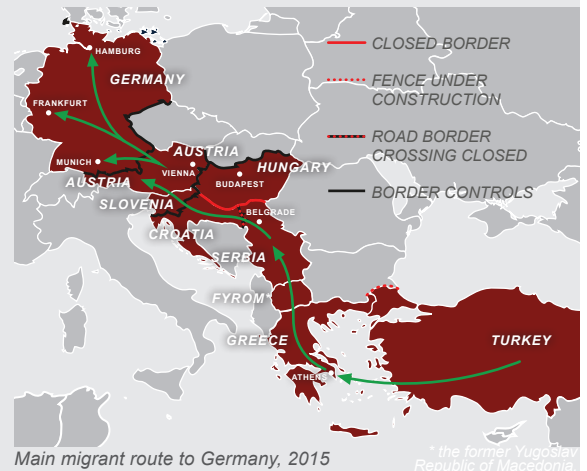 HAMBURG
GERMANY
FRANKFURT
MUNICH
AUSTRIA
VIENNA
AUSTRIA
HUNGARY
BUDAPEST
SLOVENIA
CROATIA
BELGRADE
SERBIA
FYROM*
GREECE
ATHENS
TURKEY
CLOSED BORDER
FENCE UNDER
CONSTRUCTION
ROAD BORDER
CROSSING CLOSED
BORDER CONTROLS
Main migrant route to Germany, 2015
* the former Yugoslav
Republic of Macedonia